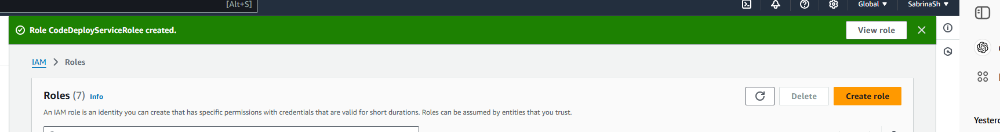 [Alt+S]
Global
SabrinaSh
Role CodeDeployServiceRolee created.
View role
IAM
Roles
Roles (7) Info
Delete
Create role
An IAM role is an identity you can create that has specific permissions with credentials that are valid for short durations. Roles can be assumed by entities that you trust.